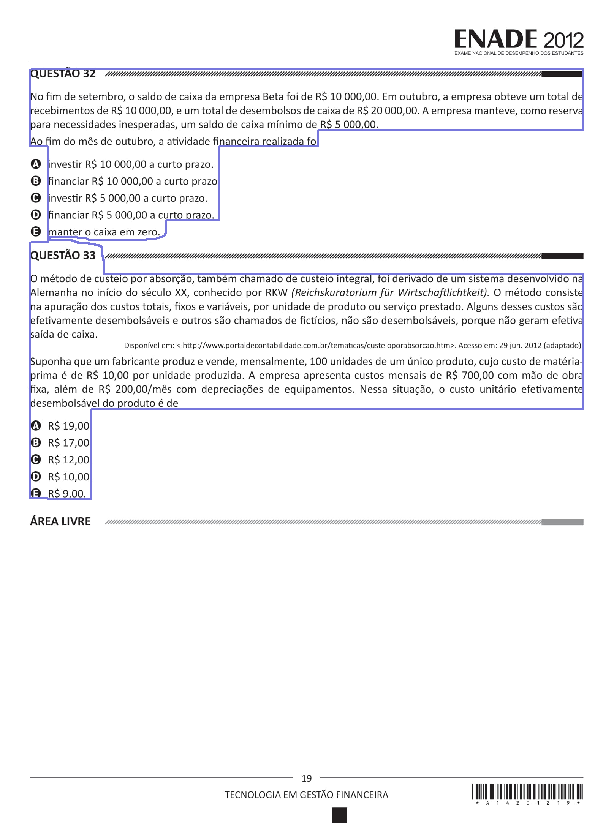 ENADE 2012
EXAME NACIONAL DE DESEMPENHO DOS ESTUDANTES
QUESTÃO 32
No fim de setembro, o saldo de caixa da empresa Beta foi de R$ 10 000,00. Em outubro, a empresa obteve um total de
recebimentos de R$ 10 000,00, e um total de desembolsos de caixa de R$ 20 000,00. A empresa mantém, como reserva
para necessidades inesperadas, um saldo de caixa mínimo de R$ 5 000,00.
Ao fim do mês de outubro, a atividade financeira realizada foi
A investir R$ 10 000,00 a curto prazo.
B financiar R$ 10 000,00 a curto prazo
C investir R$ 5 000,00 a curto prazo.
D financiar R$ 5 000,00 a curto prazo.
E manter o caixa em zero.
QUESTÃO 33
O método de custeio por absorção, também chamado de custeio integral, foi derivado de um sistema desenvolvido na
Alemanha no início do século XX, conhecido por RKW (Reichskuratorium für Wirtschaftlichtkeit). O método consiste
na apuração dos custos totais, fixos e variáveis, por unidade de produto ou serviço prestado. Alguns desses custos são
efetivamente desembolsáveis e outros são chamados de fictícios, não são desembolsáveis, porque não geram efetiva
saída de caixa.
Disponível em: < http://www.portaldecontabilidade.com.br/tematicas/custeioporabsorcao.htm>. Acesso em: 29 jun. 2012 (adaptado)
Suponha que um fabricante produz e vende, mensalmente, 100 unidades de um único produto, cujo custo de matéria-
prima é de R$ 10,00 por unidade produzida. A empresa apresenta custos mensais de R$ 700,00 com mão de obra
fixa, além de R$ 200,00/mês com depreciações de equipamentos. Nessa situação, o custo unitário efetivamente
desembolsável do produto é de
A R$ 19,00
B R$ 17,00
C R$ 12,00
D R$ 10,00
E R$ 9,00.
ÁREA LIVRE
19
TECNOLOGIA EM GESTÃO FINANCEIRA
*A1420121 9*